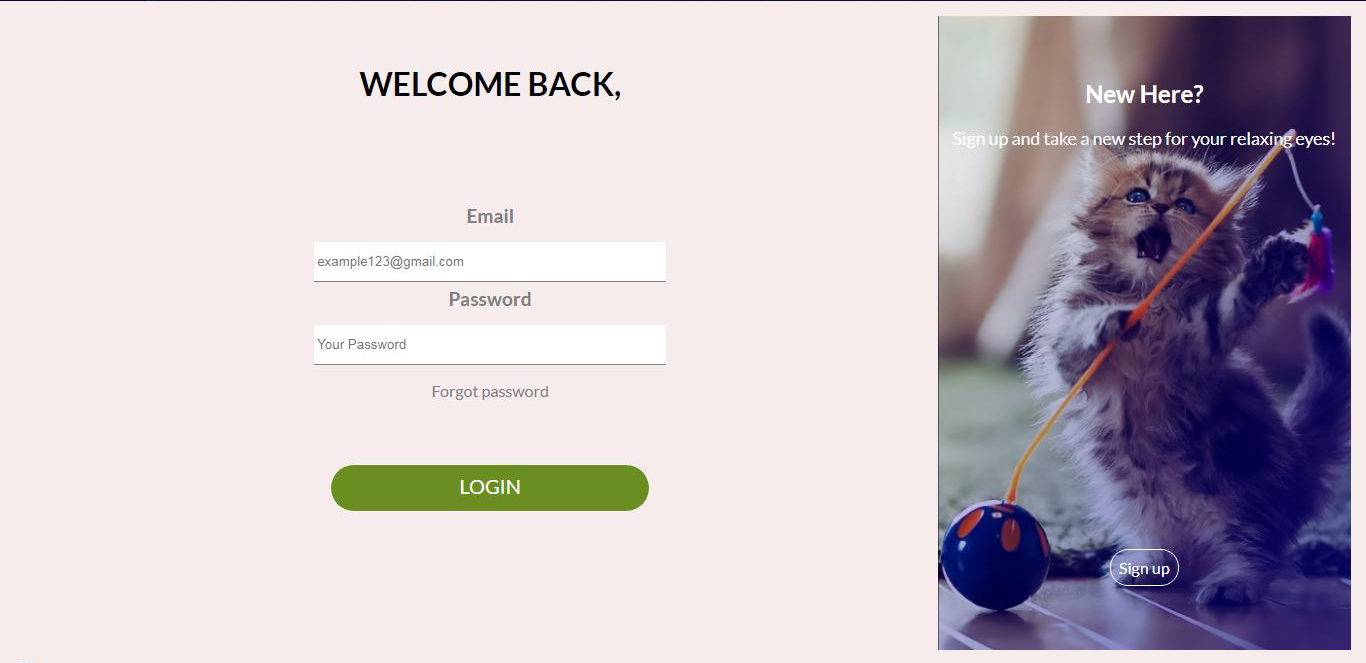 WELCOME BACK,
Email
example123@gmail.com
Password
Your Password
Forgot password
LOGIN
New Here?
Sign up and take a new step for your relaxing eyes!
Sign up